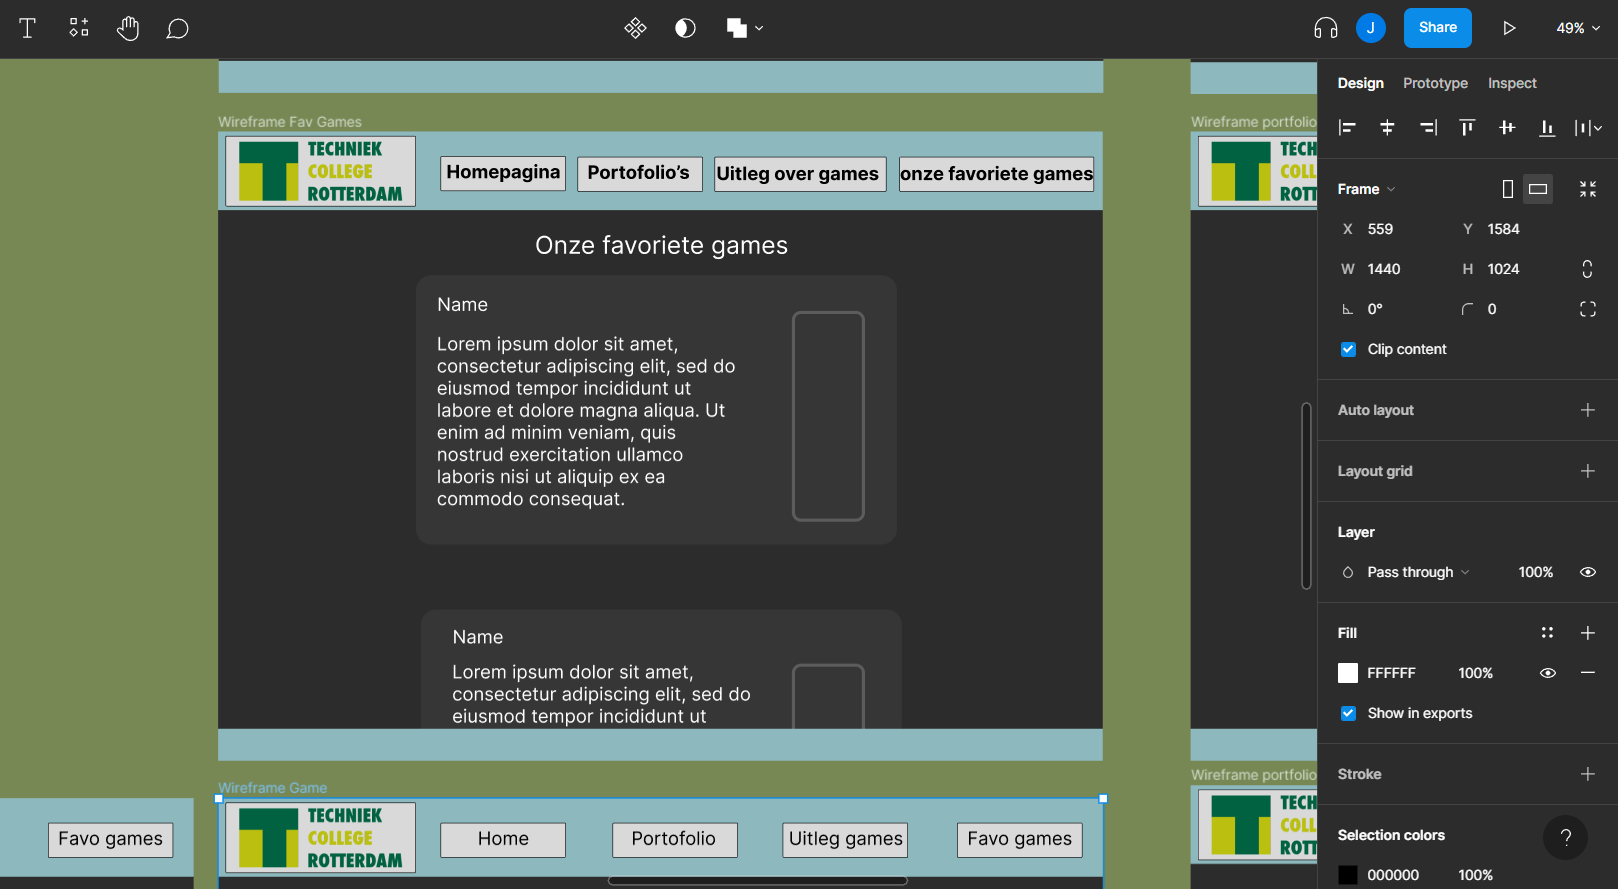 J
Share
49%
Design
Prototype
Inspect
Wireframe Fav Games
Wireframe portfolio
TECHNIEK
COLLEGE
ROTTERDAM
Homepagina
Portofolio's
Uitleg over games
onze favoriete games
TECH
COLL
ROTT
Frame
X 559
Y 1584
W 1440
H 1024
0°
0
Clip content
Onze favoriete games
Name
Lorem ipsum dolor sit amet,
consectetur adipiscing elit, sed do
eiusmod tempor incididunt ut
labore et dolore magna aliqua. Ut
enim ad minim veniam, quis
nostrud exercitation ullamco
laboris nisi ut aliquip ex ea
commodo consequat.
Auto layout
Layout grid
Layer
Pass through
100%
Name
Lorem ipsum dolor sit amet,
consectetur adipiscing elit, sed do
eiusmod tempor incididunt ut
Fill
FFFFFF
100%
Show in exports
Wireframe Game
Wireframe portfolio
Stroke
Favo games
TECHNIEK
COLLEGE
ROTTERDAM
Home
Portofolio
Uitleg games
Favo games
TECH
COLL
ROTT
Selection colors
?
000000
100%